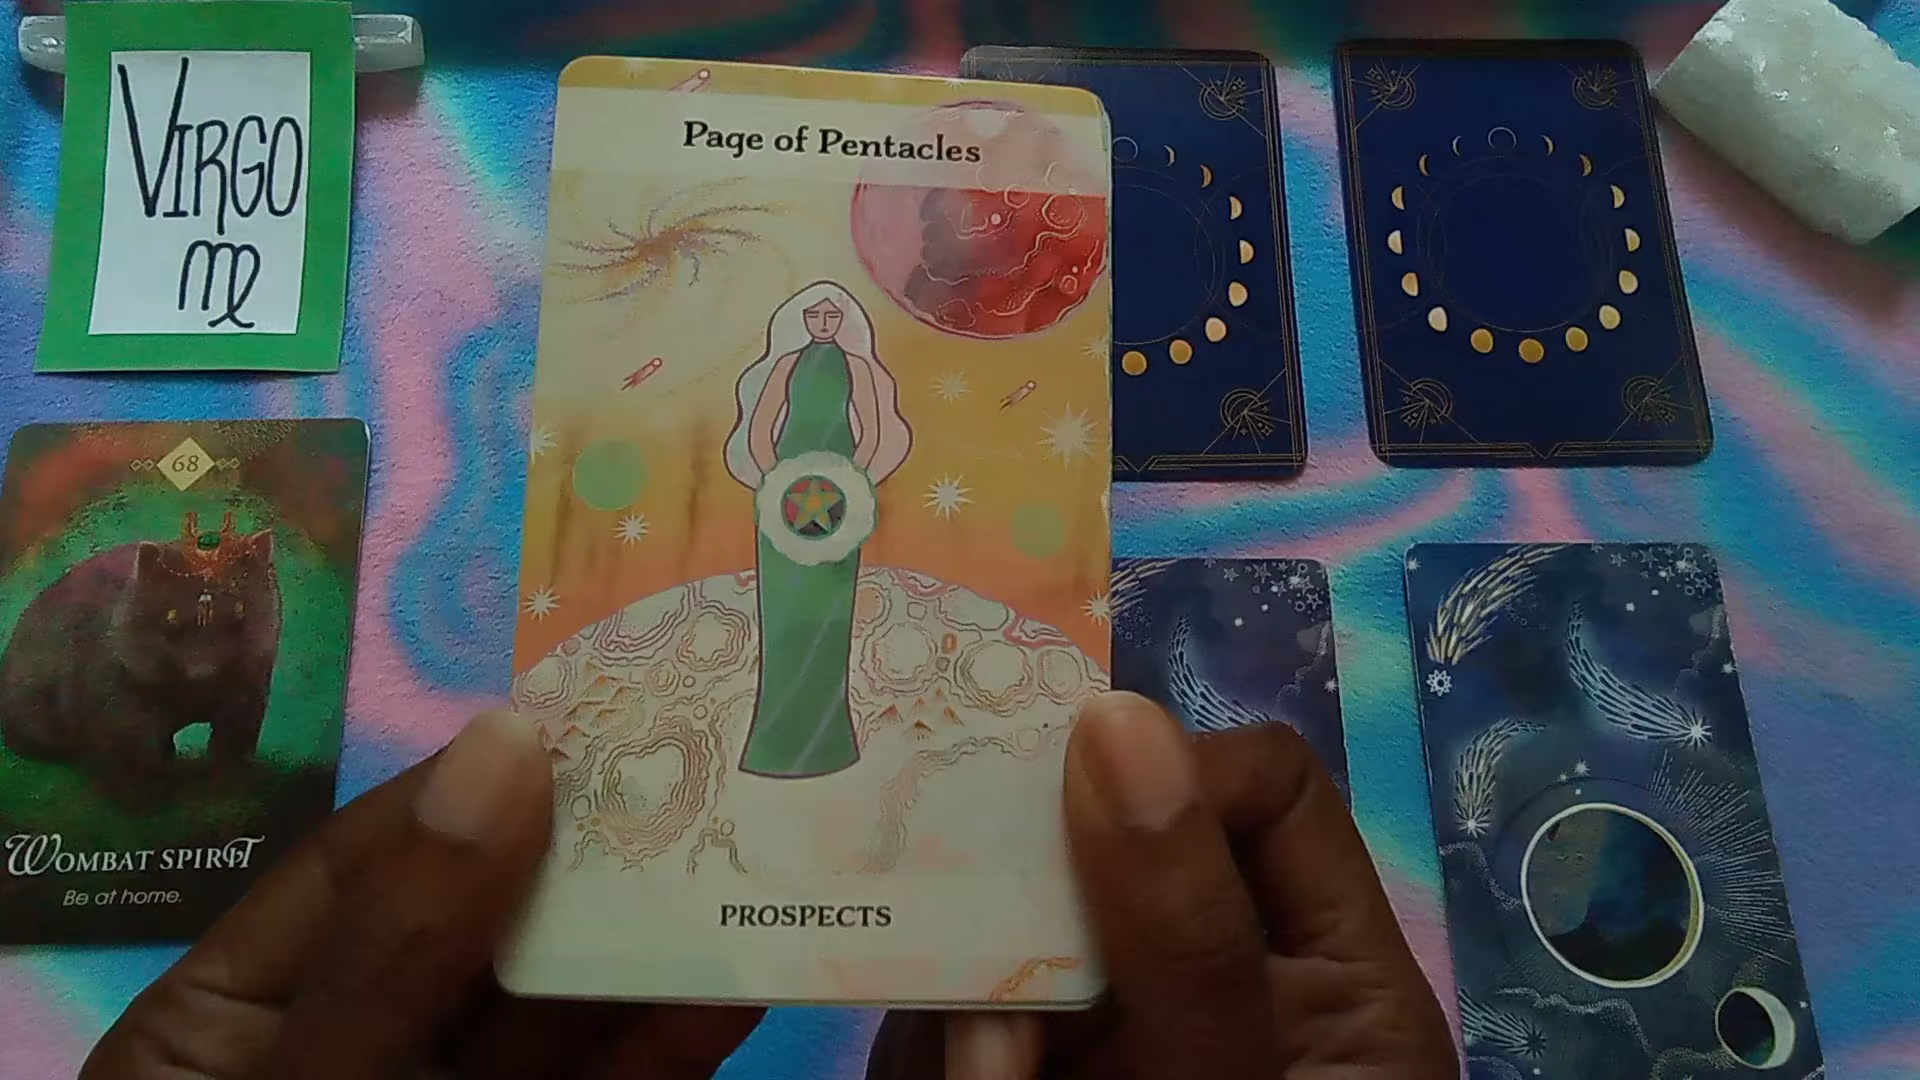 VIRGO
♍
Page of Pentacles
PROSPECTS
68
WOMBAT SPIRIT
Be at home.